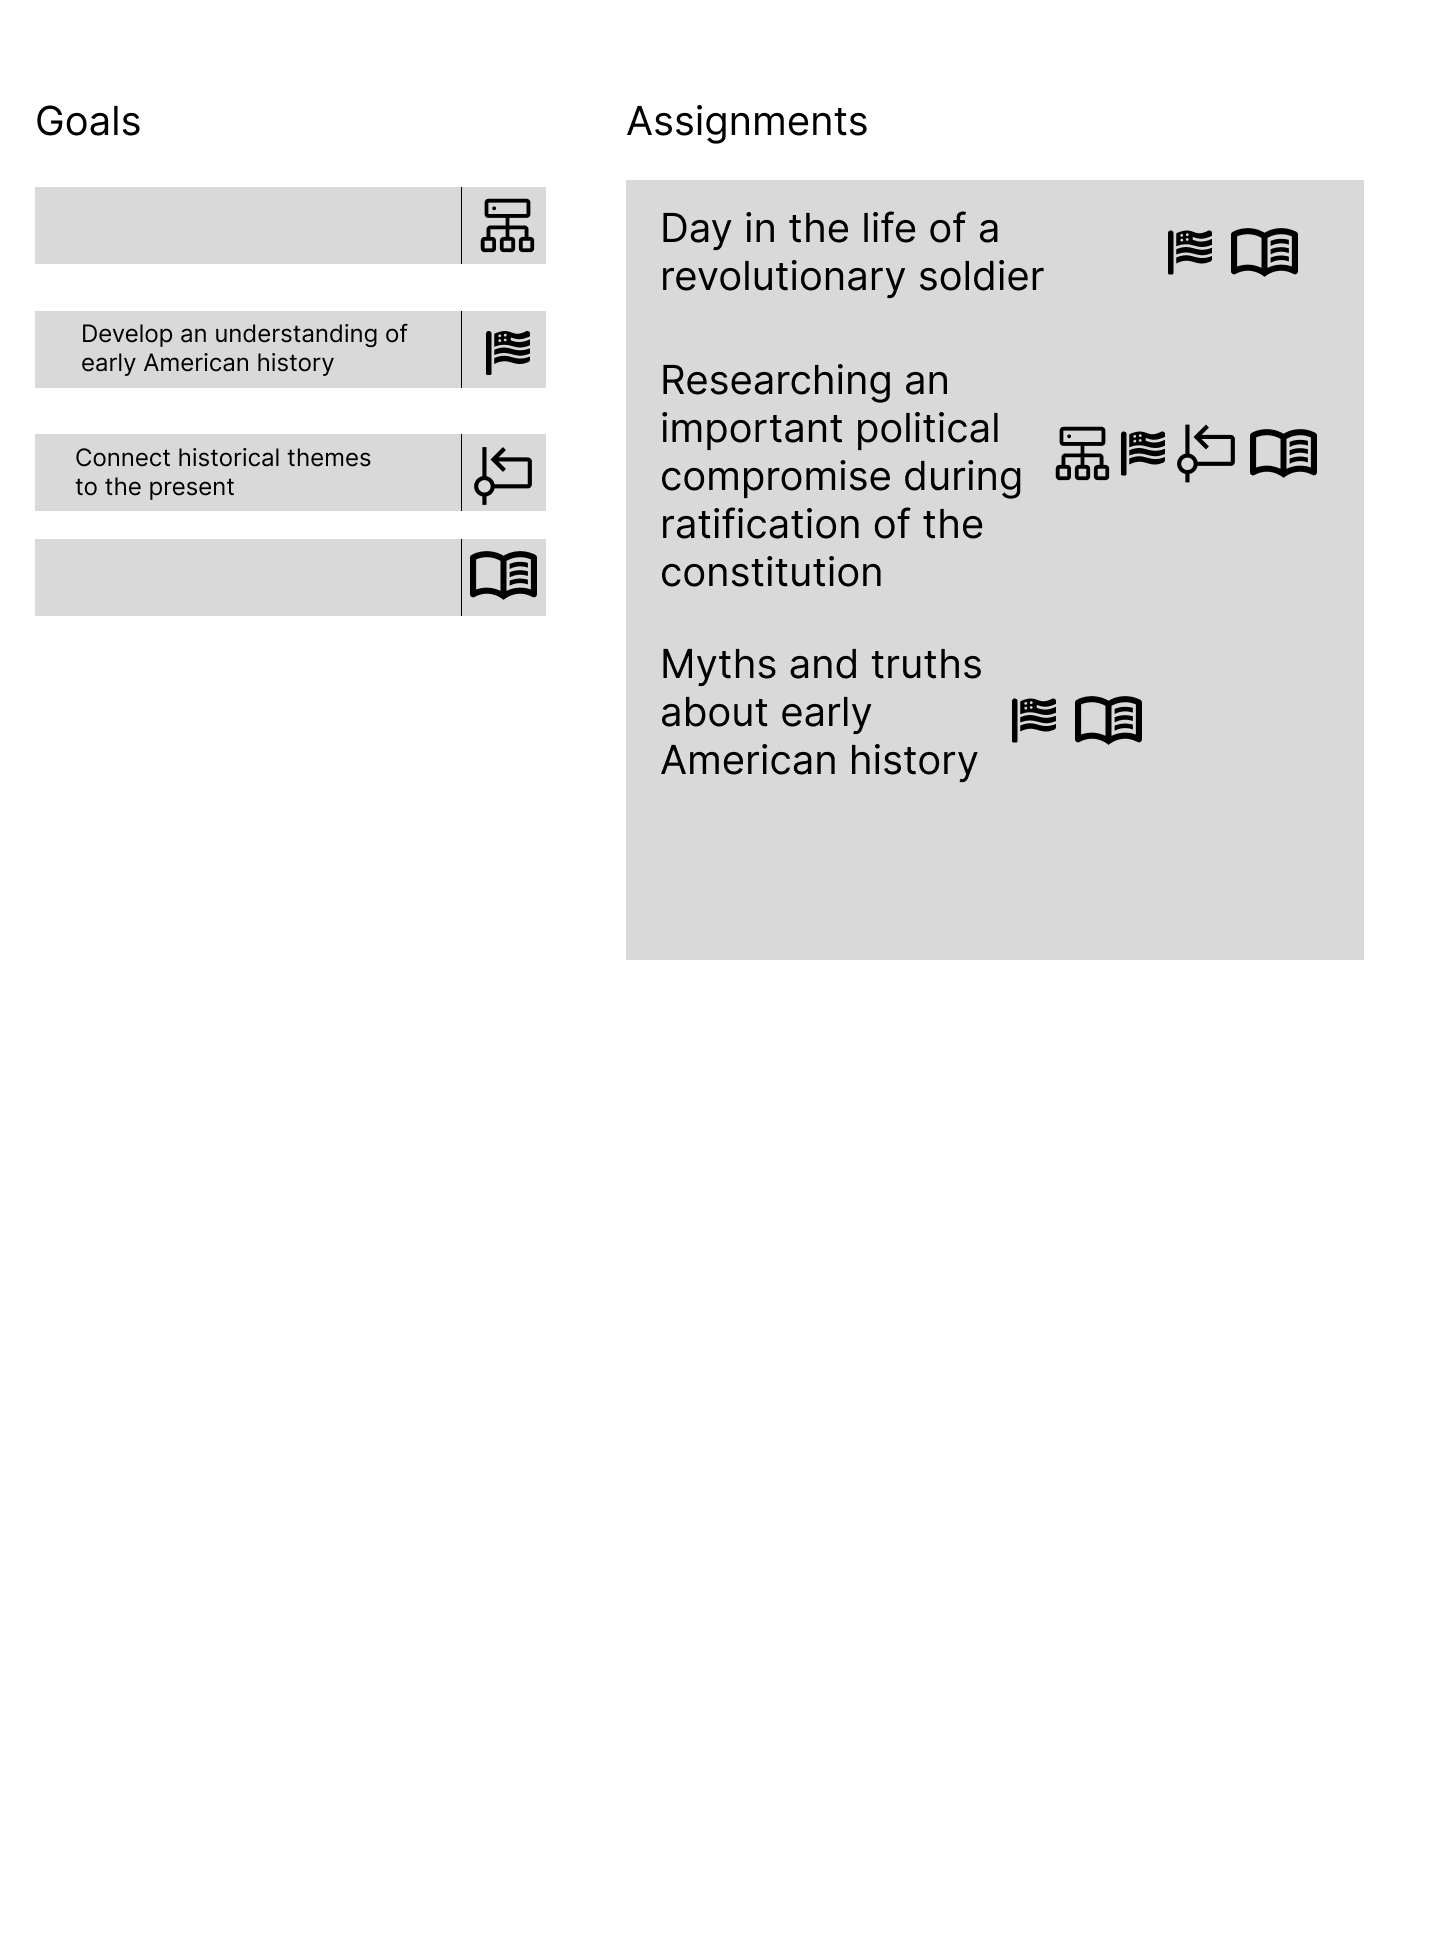 Goals
Develop an understanding of
early American history
Connect historical themes
to the present
Assignments
Day in the life of a
revolutionary soldier
Researching an
important political
compromise during
ratification of the
constitution
Myths and truths
about early
American history